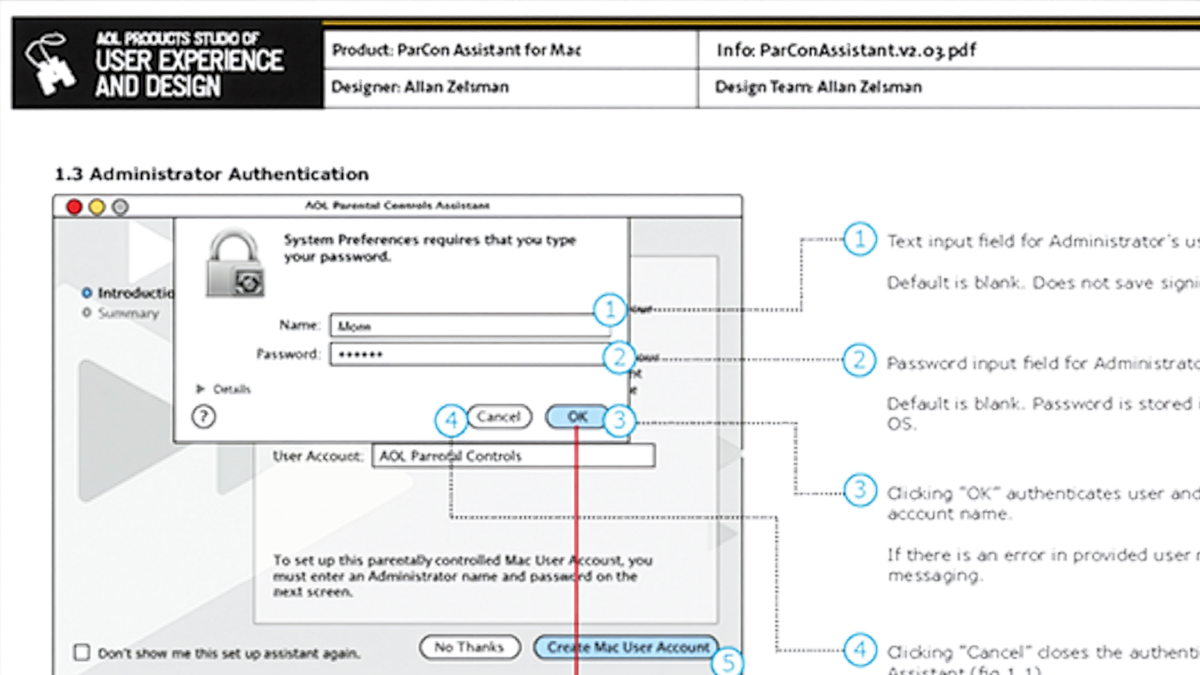 AOL PRODUCTS STUDIO OF
USER EXPERIENCE
AND DESIGN
Product: ParCon Assistant for Mac
Info: ParConAssistant.v2.03.pdf
Designer: Allan Zelsman
Design Team: Allan Zelsman
1.3 Administrator Authentication
AOL Parental Controls Assistant
System Preferences requires that you type
your password.
Introductio
Summary
Name: Mom
Password: ••••••
Details
?
4 Cancel OK 3
1
2
User Account: AOL Parental Controls
To set up this parentally controlled Mac User Account, you
must enter an Administrator name and password on the
next screen.
Don't show me this set up assistant again.
No Thanks
Create Mac User Account
5
1 Text input field for Administrator's us
Default is blank. Does not save signi
2 Password input field for Administrato
Default is blank. Password is stored
OS.
3 Clicking "OK" authenticates user and
account name.
If there is an error in provided user
messaging.
4 Clicking "Cancel" closes the authenti
Assistant (fig 1.1)